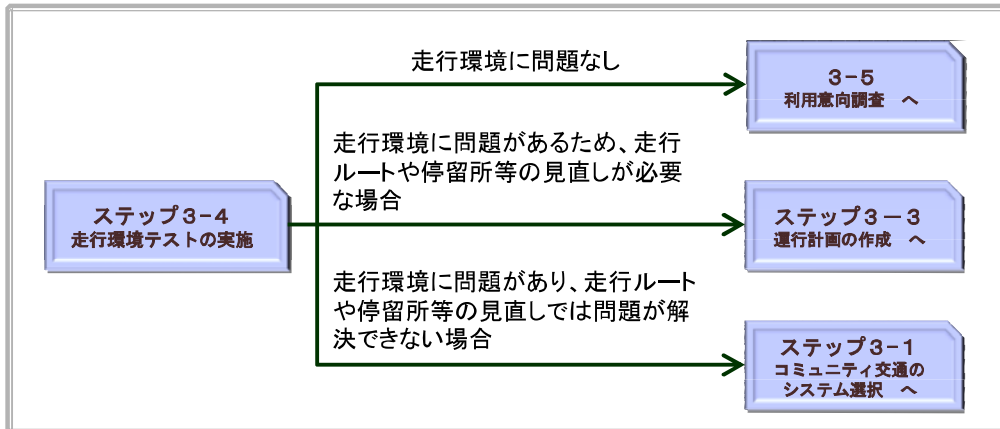 走行環境に問題なし
3-5
利用意向調査　へ
走行環境に問題があるため、走行
ルートや停留所等の見直しが必要
な場合
ステップ3-4
走行環境テストの実施
ステップ3－3
運行計画の作成　へ
走行環境に問題があり、走行ルート
や停留所等の見直しでは問題が解
決できない場合
ステップ3-1
コミュニティ交通の
システム選択　へ